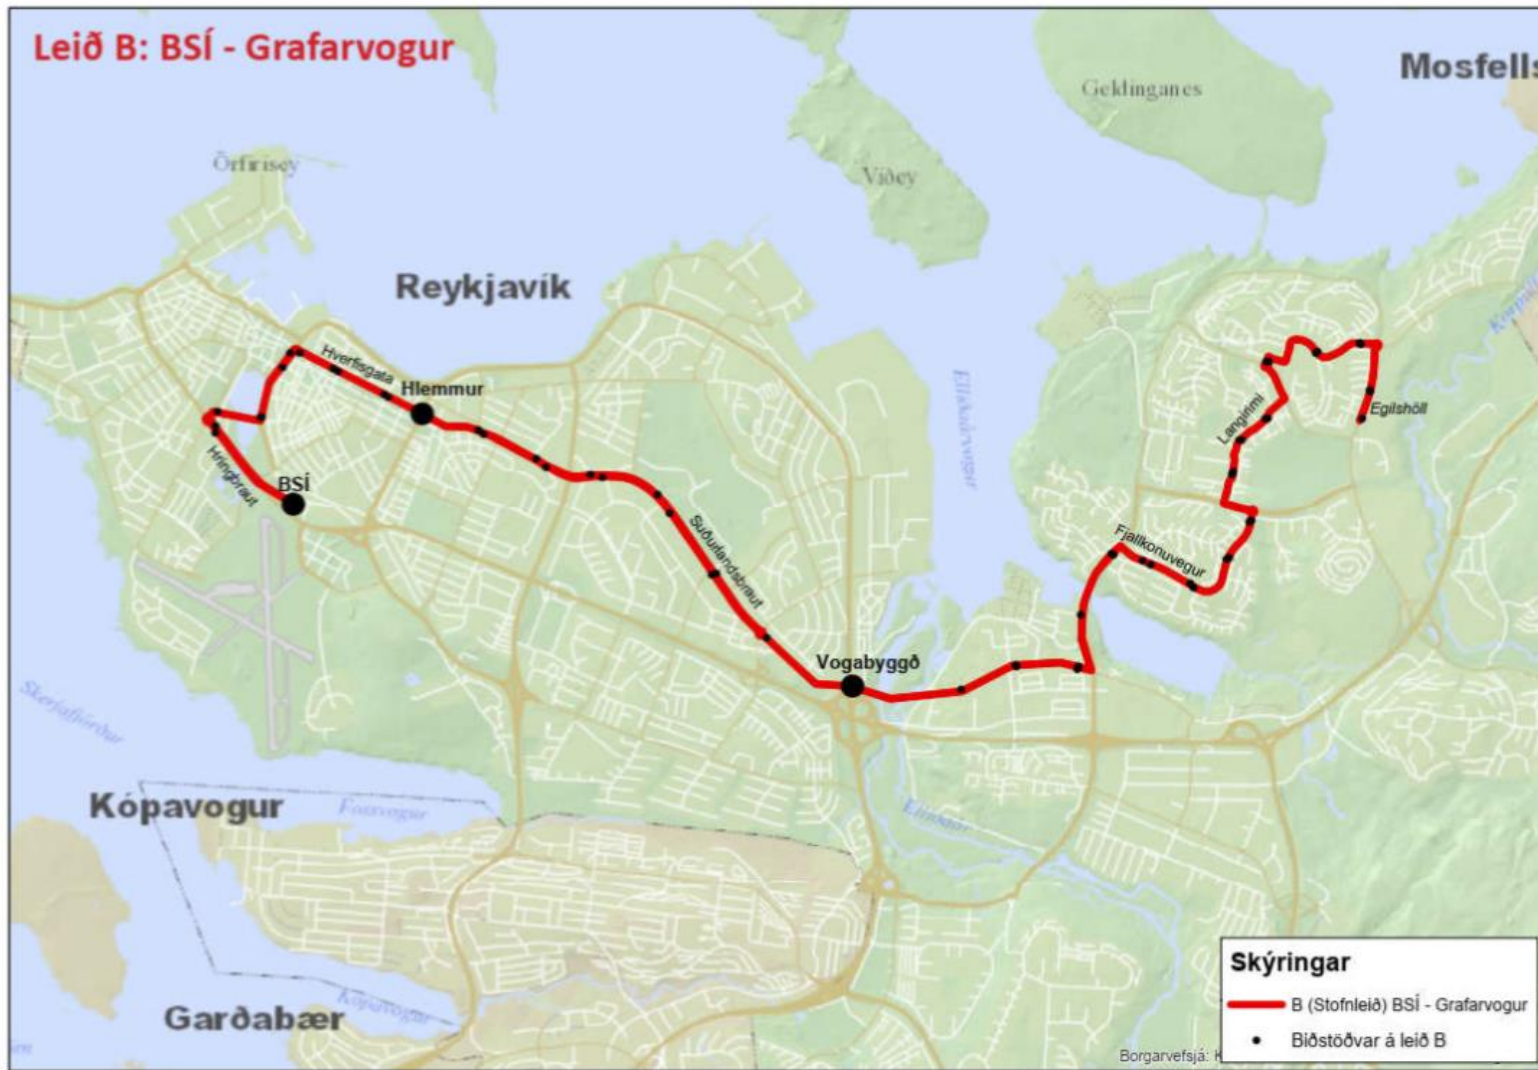 Leið B: BSÍ - Grafarvogur
Mosfells
Geldinganes
Örfirisey
Viðey
Reykjavík
Hverfisgata
Hlemmur
Elliðaárvogur
Langirimi
Egilshöll
Hringbraut
BSÍ
Suðurlandsbraut
Fjallkonuvegur
Vogabyggð
Skerjafjörður
Kópavogur
Fossvogur
Elliðaár
Garðabær
Kópavogur
Skýringar
B (Stofnleið) BSÍ - Grafarvogur
Biðstöðvar á leið B
Borgarvefsjá: